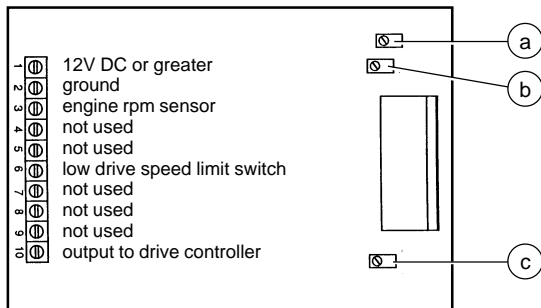 1 12V DC or greater
2 ground
3 engine rpm sensor
4 not used
5 not used
6 low drive speed limit switch
7 not used
8 not used
9 not used
10 output to drive controller
a
b
c